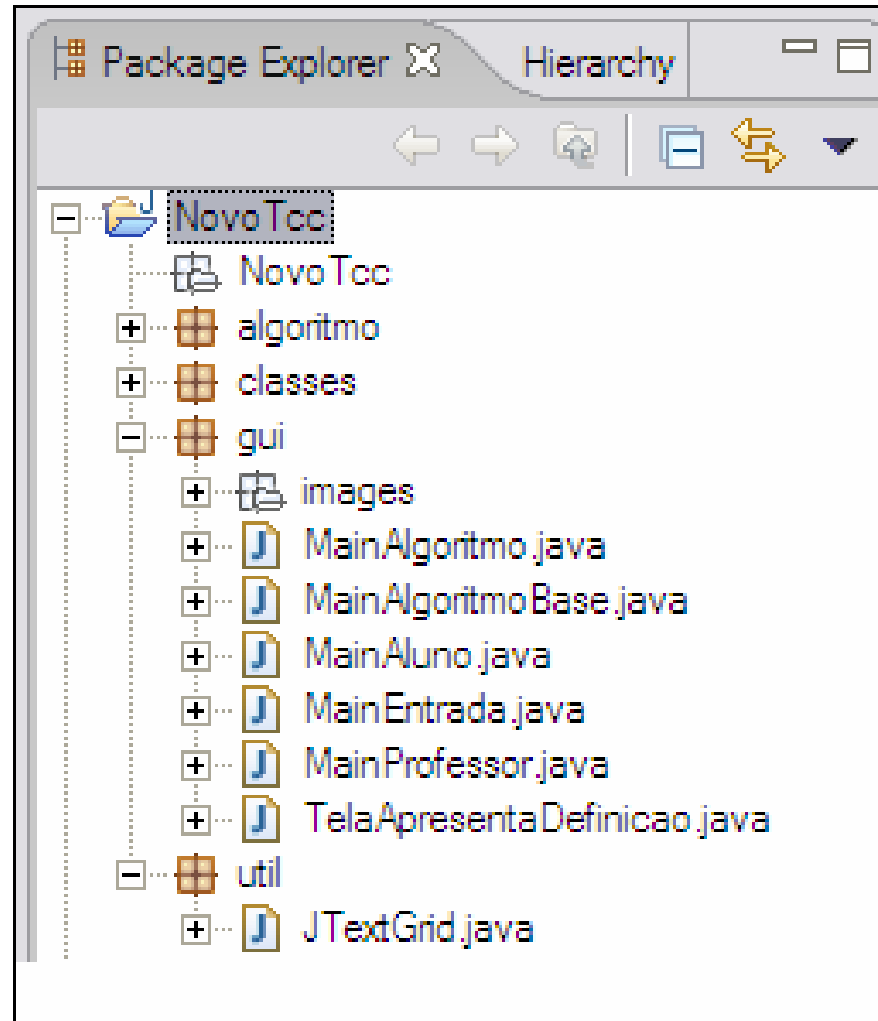 Package Explorer Hierarchy
NovoTcc
NovoTcc
algoritmo
classes
gui
images
MainAlgoritmo.java
MainAlgoritmoBase.java
MainAluno.java
MainEntrada.java
MainProfessor.java
TelaApresentaDefinicao.java
util
JTextGrid.java